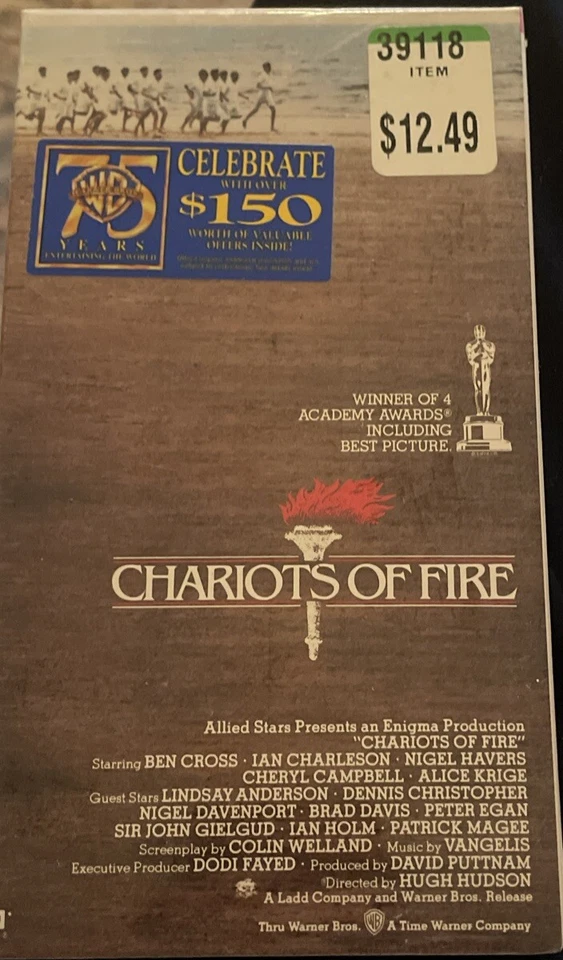 39118
ITEM
$12.49
75
YEARS
ENTERTAINING THE WORLD
CELEBRATE
WITH OVER
$150
WORTH OF VALUABLE
OFFERS INSIDE!
WINNER OF 4
ACADEMY AWARDS®
INCLUDING
BEST PICTURE.
CHARIOTS OF FIRE
Allied Stars Presents an Enigma Production
"CHARIOTS OF FIRE"
Starring BEN CROSS · IAN CHARLESON · NIGEL HAVERS
CHERYL CAMPBELL · ALICE KRIGE
Guest Stars LINDSAY ANDERSON · DENNIS CHRISTOPHER
NIGEL DAVENPORT · BRAD DAVIS · PETER EGAN
SIR JOHN GIELGUD · IAN HOLM · PATRICK MAGEE
Screenplay by COLIN WELLAND · Music by VANGELIS
Executive Producer DODI FAYED · Produced by DAVID PUTTNAM
Directed by HUGH HUDSON
A Ladd Company and Warner Bros. Release
Thru Warner Bros. WB A Time Warner Company